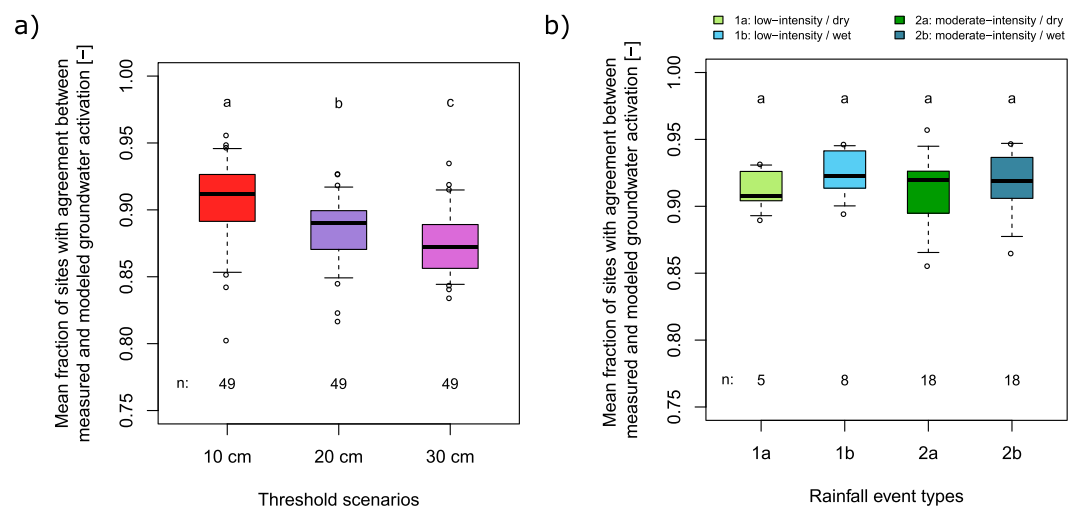 a)
Mean fraction of sites with agreement between
measured and modeled groundwater activation [−]
1.00
0.95
0.90
0.85
0.80
0.75
a b c
n: 49 49 49
10 cm 20 cm 30 cm
Threshold scenarios
b)
1a: low−intensity / dry
1b: low−intensity / wet
2a: moderate−intensity / dry
2b: moderate−intensity / wet
Mean fraction of sites with agreement between
measured and modeled groundwater activation [−]
1.00
0.95
0.90
0.85
0.80
0.75
a a a a
n: 5 8 18 18
1a 1b 2a 2b
Rainfall event types